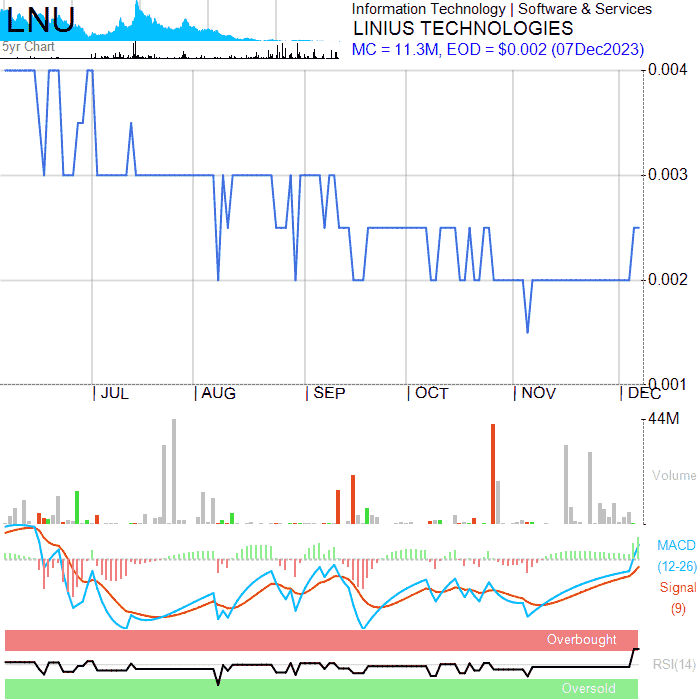 LNU
5yr Chart
Information Technology | Software & Services
LINIUS TECHNOLOGIES
MC = 11.3M, EOD = $0.002 (07Dec2023)
0.004
0.003
0.002
0.001
JUL
AUG
SEP
OCT
NOV
DEC
44M
Volume
MACD
(12-26)
Signal
(9)
Overbought
RSI(14)
Oversold